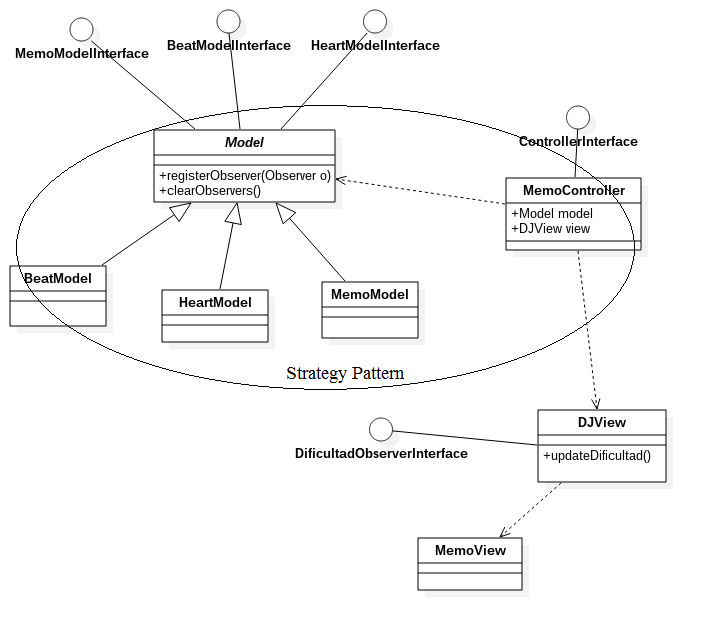 MemoModelInterface
BeatModelInterface
HeartModelInterface
Model
+registerObserver(Observer o)
+clearObservers()
ControllerInterface
MemoController
+Model model
+DJView view
BeatModel
HeartModel
MemoModel
Strategy Pattern
DificultadObserverInterface
DJView
+updateDificultad()
MemoView